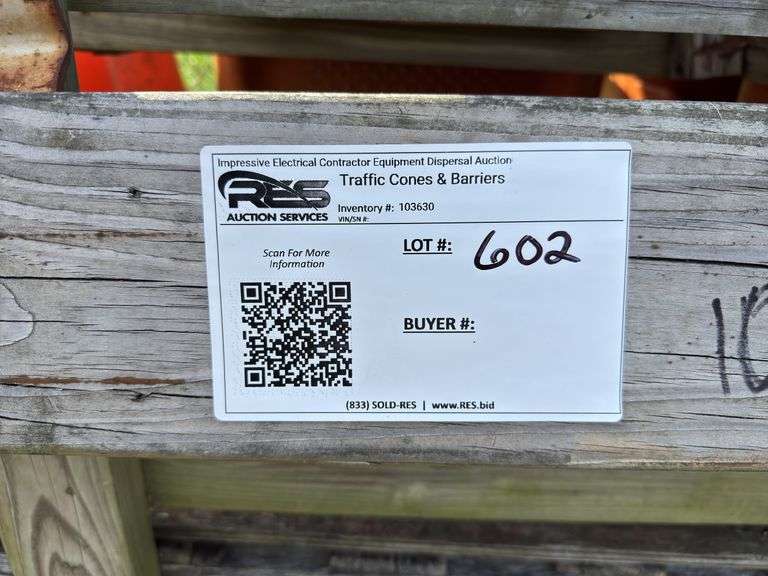 Impressive Electrical Contractor Equipment Dispersal Auction
RES
AUCTION SERVICES
Traffic Cones & Barriers
Inventory #: 103630
VIN/SN #:
Scan For More
Information
LOT #: 602
BUYER #:
(833) SOLD-RES | www.RES.bid